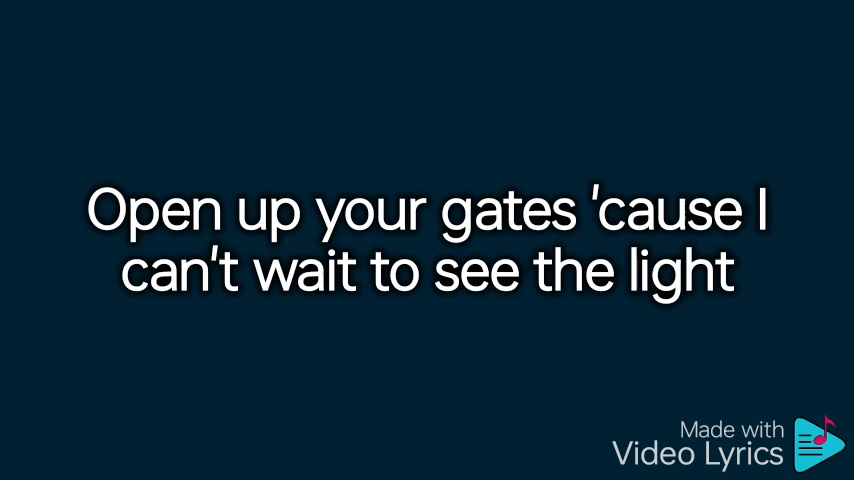 Open up your gates 'cause I
can't wait to see the light
Made with
Video Lyrics